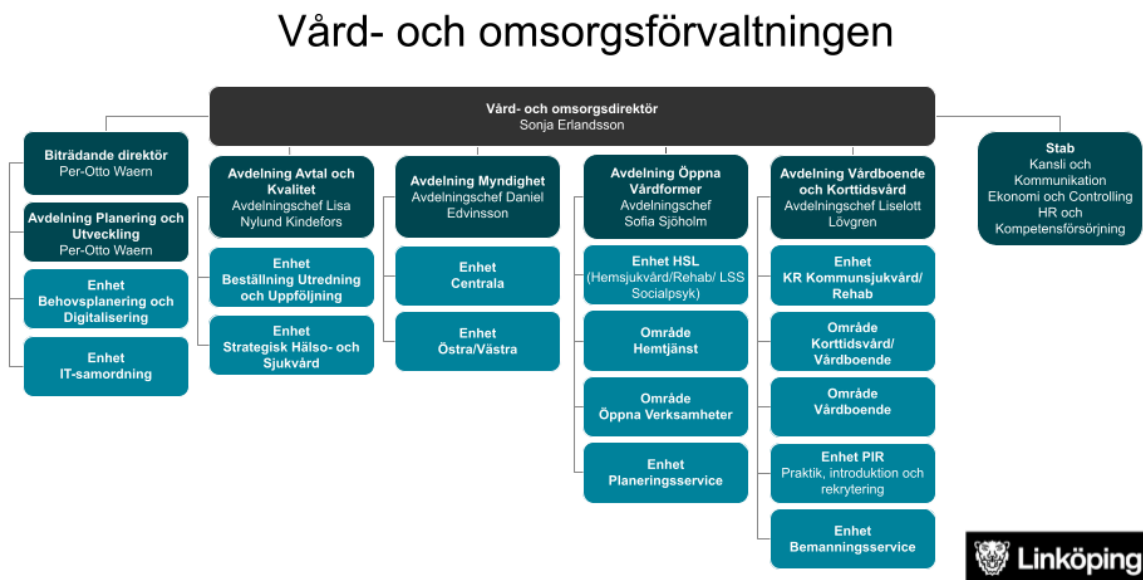 Vård- och omsorgsförvaltningen
Vård- och omsorgsdirektör
Sonja Erlandsson
Biträdande direktör
Per-Otto Waern
Avdelning Planering och
Utveckling
Per-Otto Waern
Enhet
Behovsplanering och
Digitalisering
Enhet
IT-samordning
Avdelning Avtal och
Kvalitet
Avdelningschef Lisa
Nylund Kindefors
Enhet
Beställning Utredning
och Uppföljning
Enhet
Strategisk Hälso- och
Sjukvård
Avdelning Myndighet
Avdelningschef Daniel
Edvinsson
Enhet
Centrala
Enhet
Östra/Västra
Avdelning Öppna
Vårdformer
Avdelningschef
Sofia Sjöholm
Enhet HSL
(Hemsjukvård/Rehab/ LSS
Socialpsyk)
Område
Hemtjänst
Område
Öppna Verksamheter
Enhet
Planeringsservice
Avdelning Vårdboende
och Korttidsvård
Avdelningschef Liselott
Lövgren
Enhet
KR Kommunsjukvård/
Rehab
Område
Korttidsvård/
Vårdboende
Område
Vårdboende
Enhet PIR
Praktik, introduktion och
rekrytering
Enhet
Bemanningsservice
Stab
Kansli och
Kommunikation
Ekonomi och Controlling
HR och
Kompetensförsörjning
Linköping